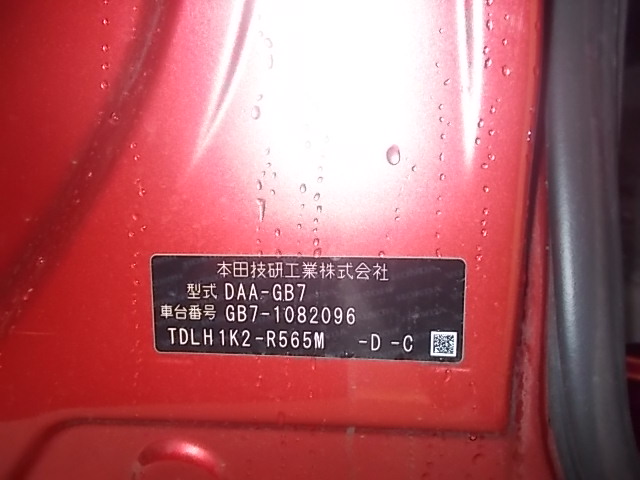 本田技研工業株式会社
型式 DAA-GB7
車台番号 GB7-1082096
TDLH1K2-R565M -D-C